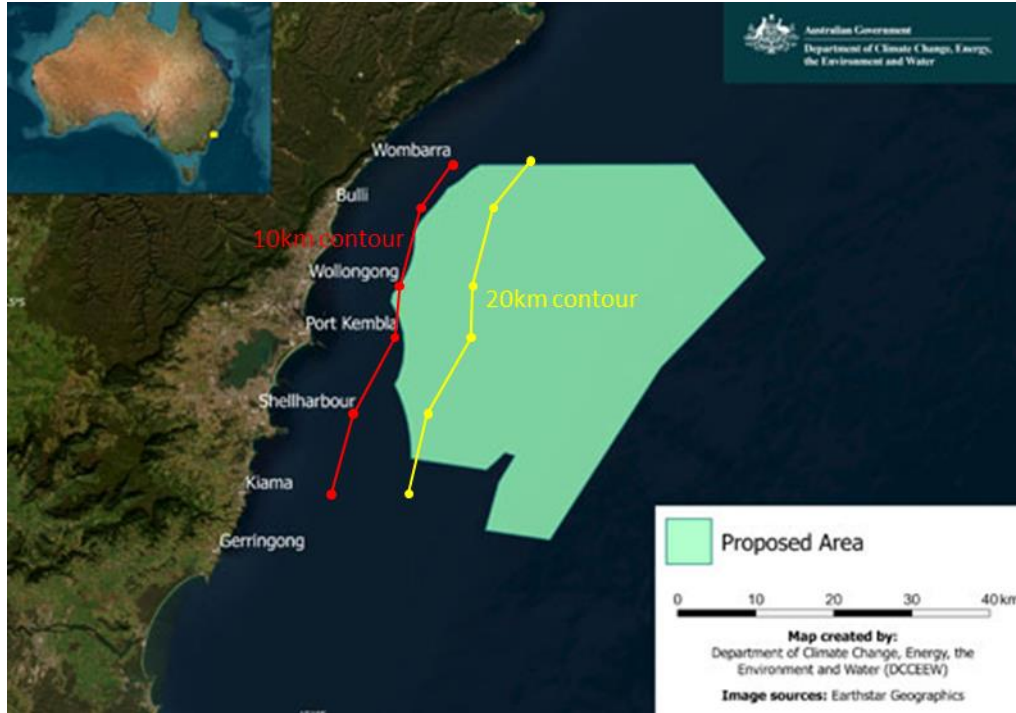 Australian Government
Department of Climate Change, Energy,
the Environment and Water
Wombarra
Bulli
10km contour
Wollongong
20km contour
Port Kembla
Shellharbour
Kiama
Gerringong
Proposed Area
0 10 20 30 40 km
Map created by:
Department of Climate Change, Energy, the
Environment and Water (DCCEEW)
Image sources: Earthstar Geographics